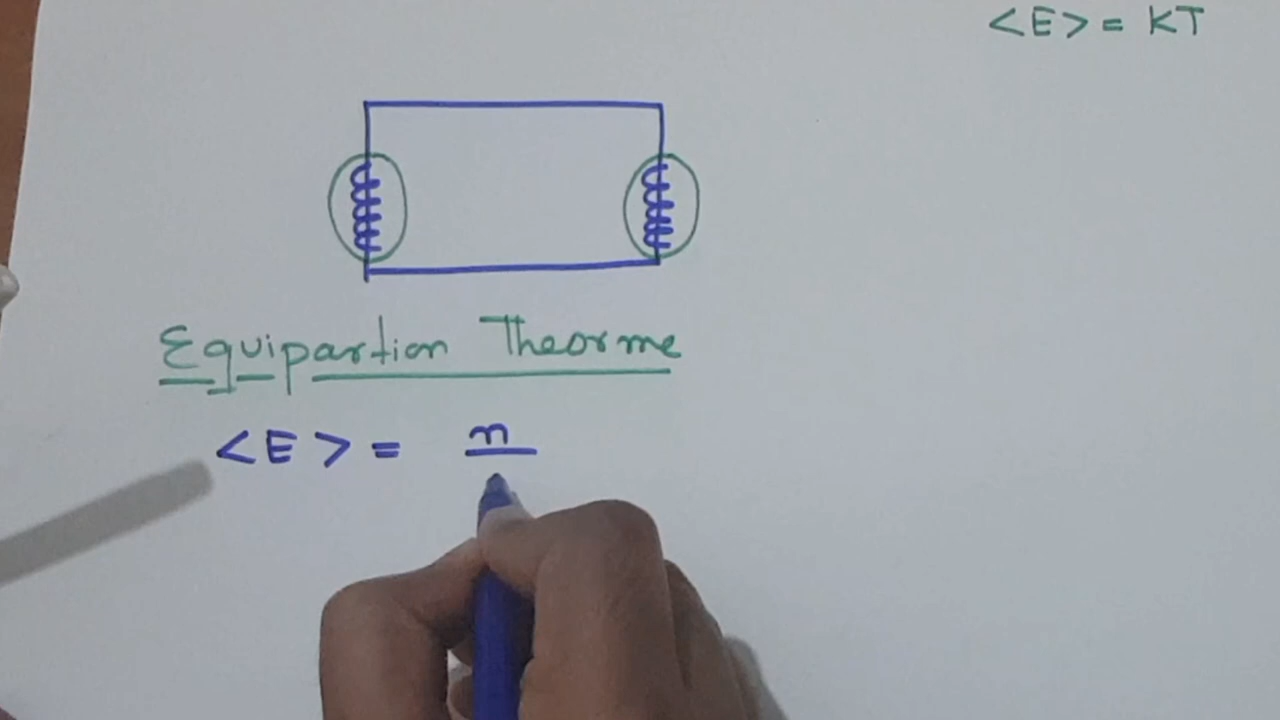 <E> = KT
Equipartion Theorme
<E> = n